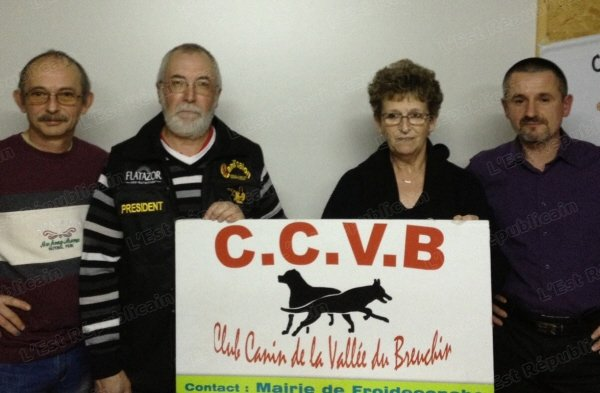 FLATAZOR
PRESIDENT
C.C.V.B
Club Canin de la Vallée du Breuchin
Contact : Mairie de
L'Est Républicain